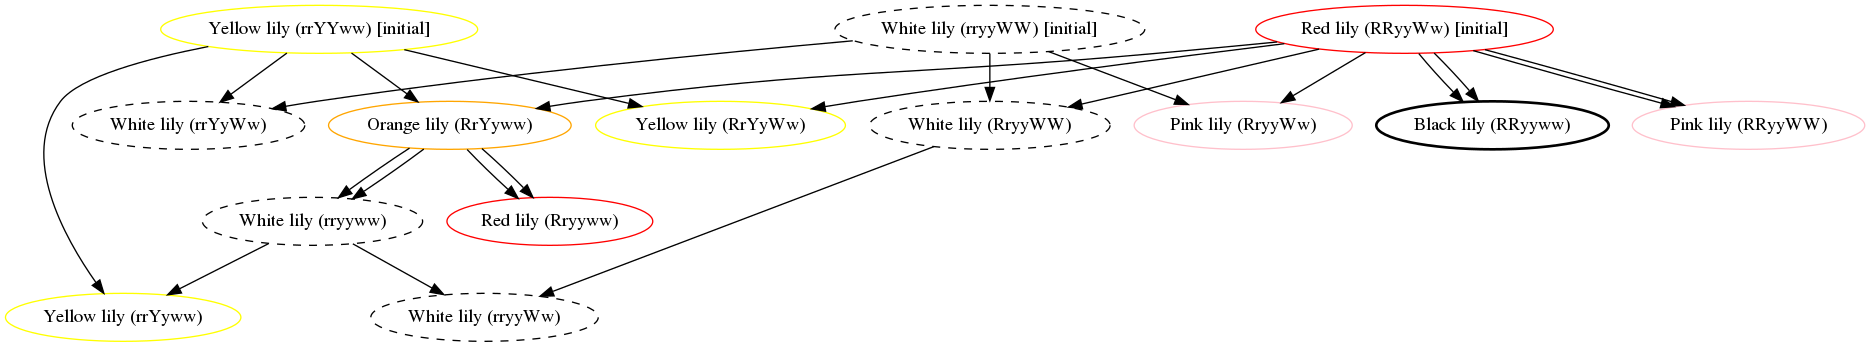 Yellow lily (rrYYww) [initial]
White lily (rryyWW) [initial]
Red lily (RRyyWw) [initial]
White lily (rrYyWw)
Orange lily (RrYyww)
Yellow lily (RrYyWw)
White lily (RryyWW)
Pink lily (RryyWw)
Black lily (RRyyww)
Pink lily (RRyyWW)
White lily (rryyww)
Red lily (Rryyww)
Yellow lily (rrYyww)
White lily (rryyWw)